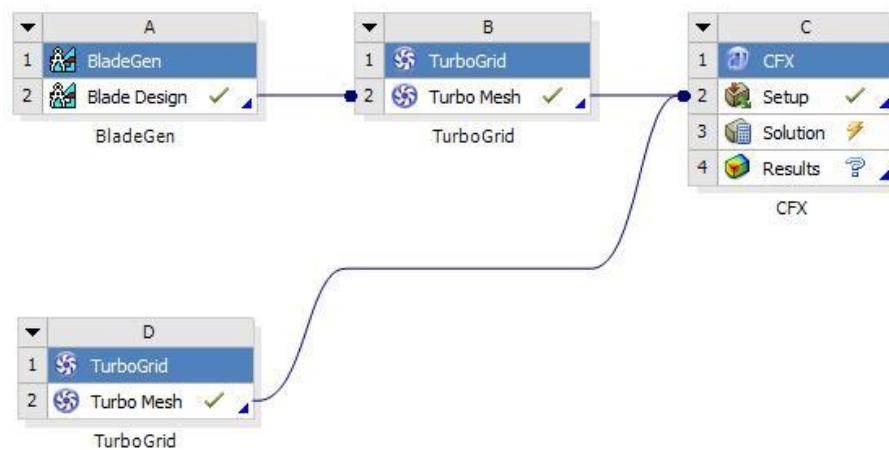 A
1 BladeGen
2 Blade Design
BladeGen
B
1 TurboGrid
2 Turbo Mesh
TurboGrid
C
1 CFX
2 Setup
3 Solution
4 Results
CFX
D
1 TurboGrid
2 Turbo Mesh
TurboGrid